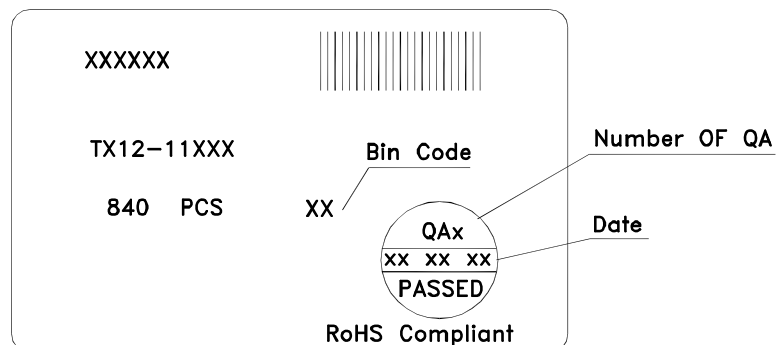 XXXXXX
TX12-11XXX
Bin Code
Number OF QA
840 PCS
XX
QAx
Date
XX XX XX
PASSED
RoHS Compliant